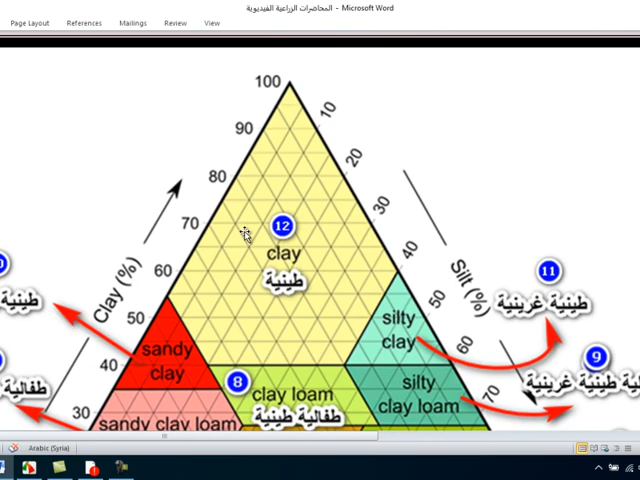 المحاضرات الزراعية الفيديوية - Microsoft Word
Page Layout References Mailings Review View
100
90
80
70
60
50
40
30
Clay (%)
10
20
30
40
50
60
70
Silt (%)
12
clay
طينية
11
طينية غرينية
silty
clay
sandy
clay
طينية
9
طينية غرينية
silty
clay loam
8
clay loam
طفالية طينية
طفالية
sandy clay loam
Arabic (Syria)